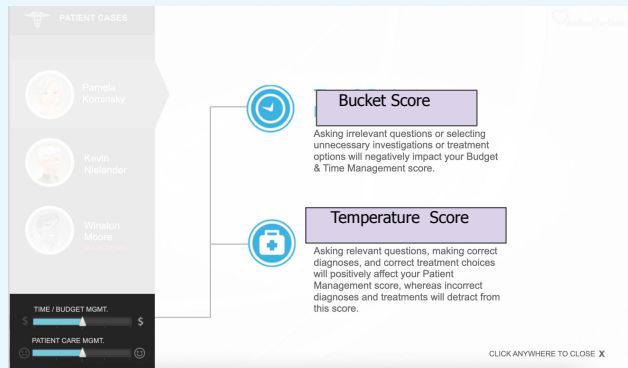 PATIENT CASES
Pamela
Kominsky
Kevin
Nielander
Winston
Moore
Bucket Score
Asking irrelevant questions or selecting
unnecessary investigations or treatment
options will negatively impact your Budget
& Time Management score.
Temperature Score
Asking relevant questions, making correct
diagnoses, and correct treatment choices
will positively affect your Patient
Management score, whereas incorrect
diagnoses and treatments will detract from
this score.
TIME / BUDGET MGMT.
$ $
PATIENT CARE MGMT.
CLICK ANYWHERE TO CLOSE X